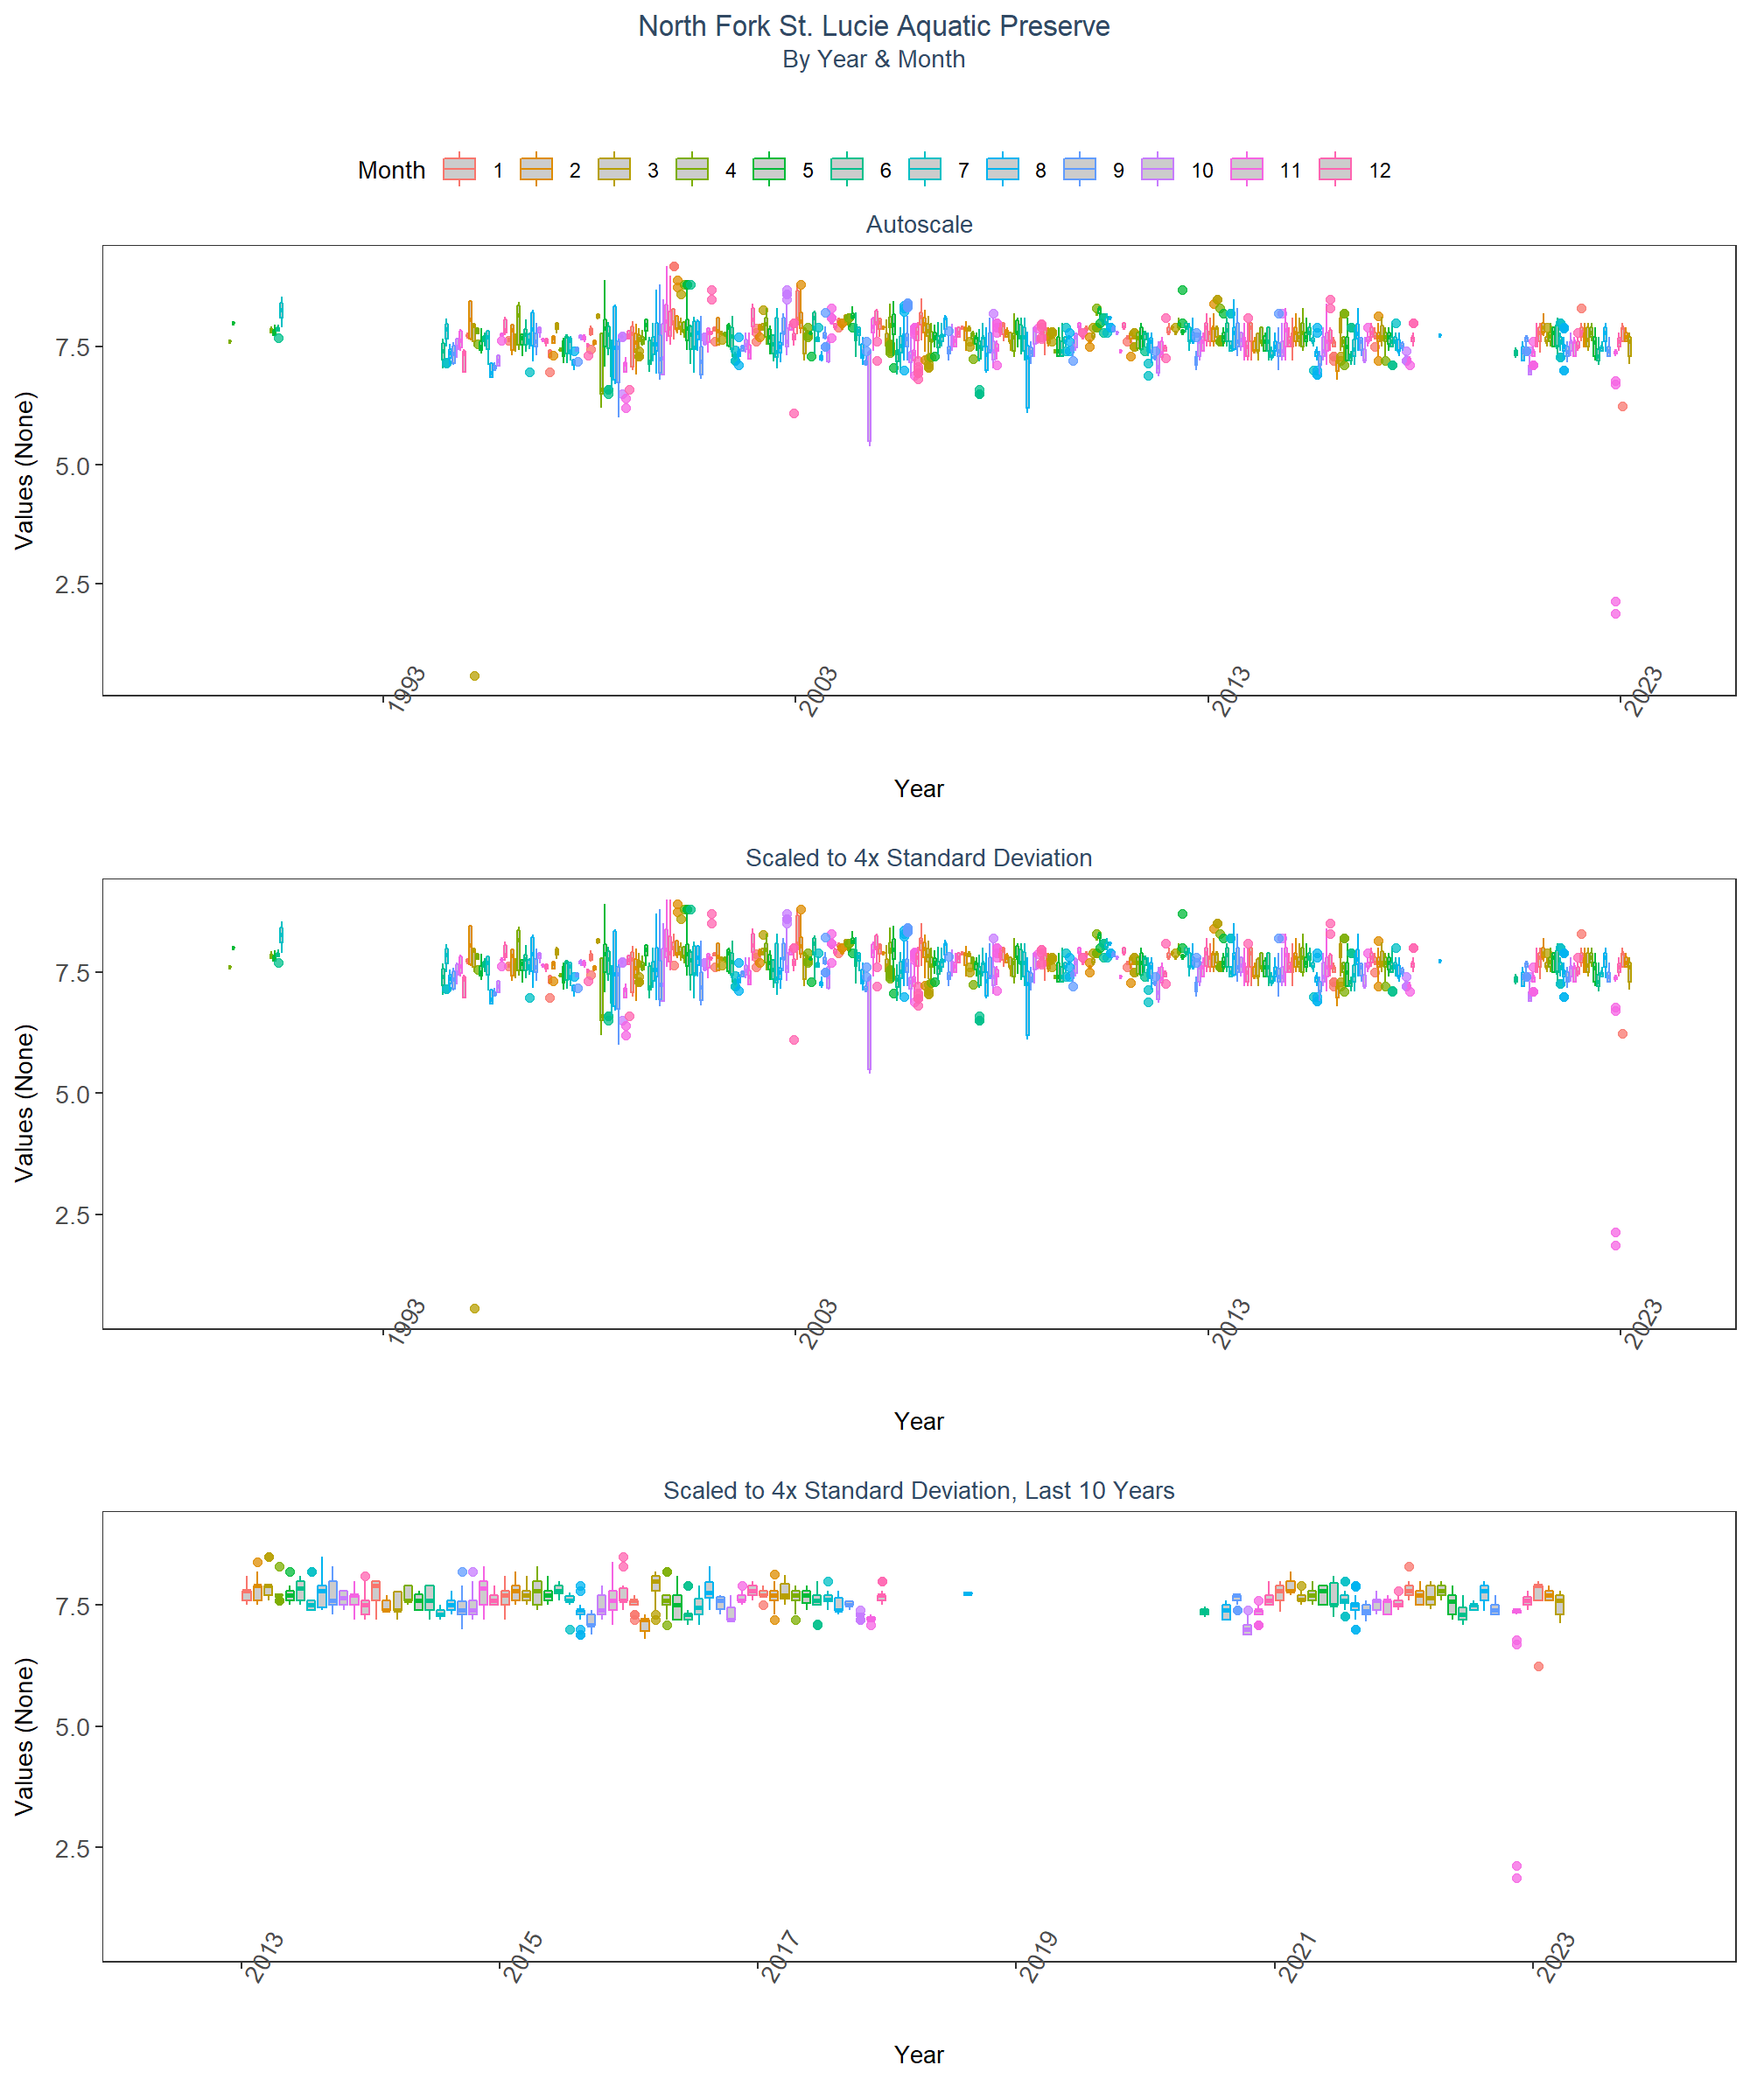 North Fork St. Lucie Aquatic Preserve
By Year & Month
Month 1 2 3 4 5 6 7 8 9 10 11 12
Autoscale
Values (None)
7.5
5.0
2.5
1993 2003 2013 2023
Year
Scaled to 4x Standard Deviation
Values (None)
7.5
5.0
2.5
1993 2003 2013 2023
Year
Scaled to 4x Standard Deviation, Last 10 Years
Values (None)
7.5
5.0
2.5
2013 2015 2017 2019 2021 2023
Year